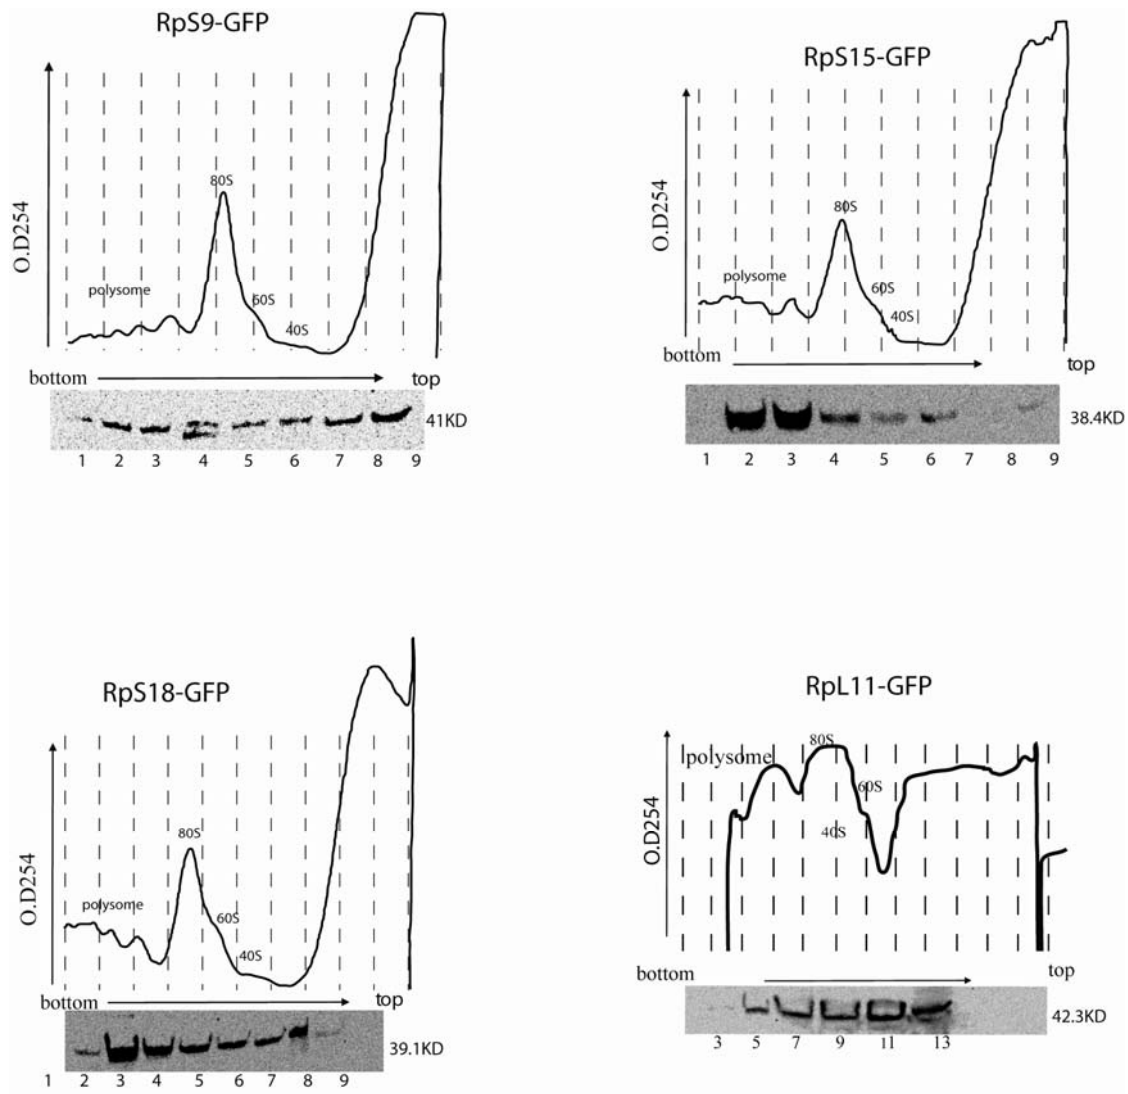 RpS9-GFP
O.D254
80S
polysome
60S
40S
bottom
top
41KD
1 2 3 4 5 6 7 8 9
RpS15-GFP
O.D254
80S
polysome
60S
40S
bottom
top
38.4KD
1 2 3 4 5 6 7 8 9
RpS18-GFP
O.D254
80S
polysome
60S
40S
bottom
top
39.1KD
1 2 3 4 5 6 7 8 9
RpL11-GFP
O.D254
80S
polysome
60S
40S
bottom
top
42.3KD
3 5 7 9 11 13